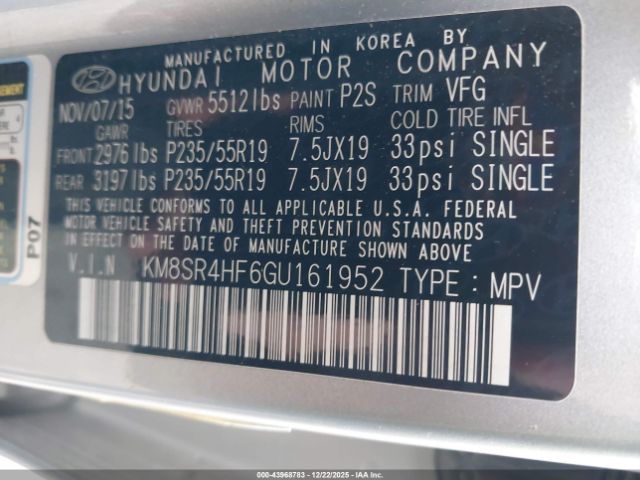 MANUFACTURED IN KOREA BY
HYUNDAI MOTOR COMPANY
NOV/07/15 GVWR 5512lbs PAINT P2S TRIM VFG
GAWR TIRES RIMS COLD TIRE INFL
FRONT 2976lbs P235/55R19 7.5JX19 33psi SINGLE
REAR 3197lbs P235/55R19 7.5JX19 33psi SINGLE
THIS VEHICLE CONFORMS TO ALL APPLICABLE U.S.A. FEDERAL
MOTOR VEHICLE SAFETY AND THEFT PREVENTION STANDARDS
IN EFFECT ON THE DATE OF MANUFACTURE SHOWN ABOVE
V.I.N KM8SR4HF6GU161952 TYPE : MPV
P07
000-43968783 - 12/22/2025 - IAAI.COM